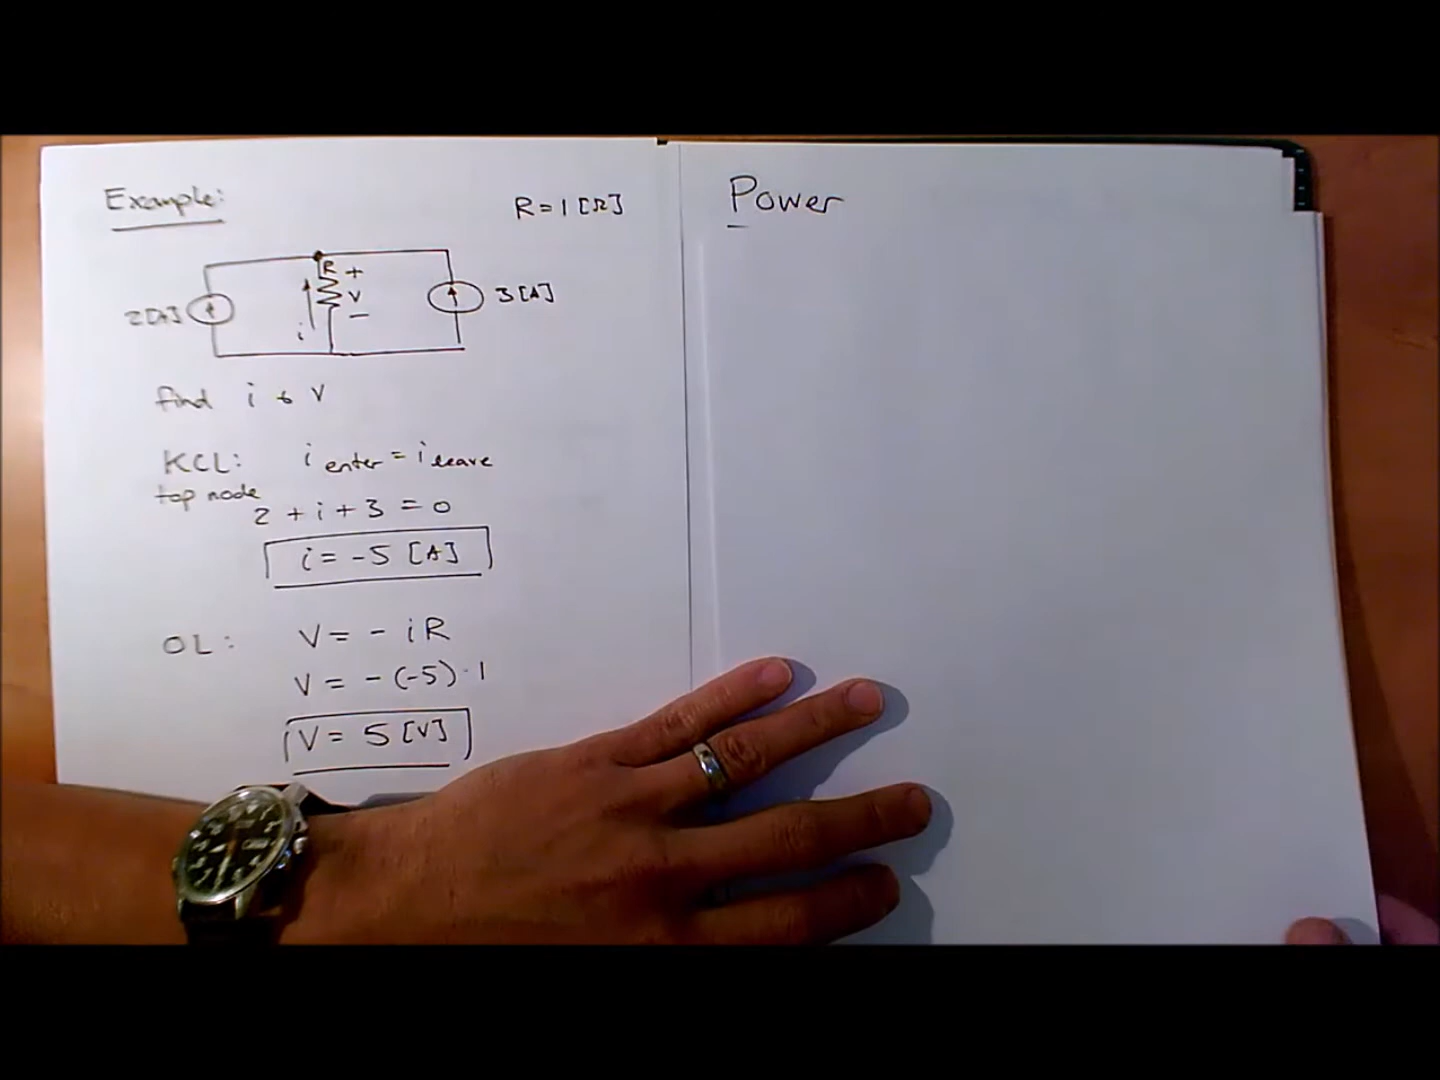 Example:
R = 1 [Ω]
R +
2[A]
V
3[A]
i
-
find i & V
KCL: i enter = i leave
top node
2 + i + 3 = 0
i = -5 [A]
OL: V = - i R
V = - (-5) · 1
V = 5 [V]
Power